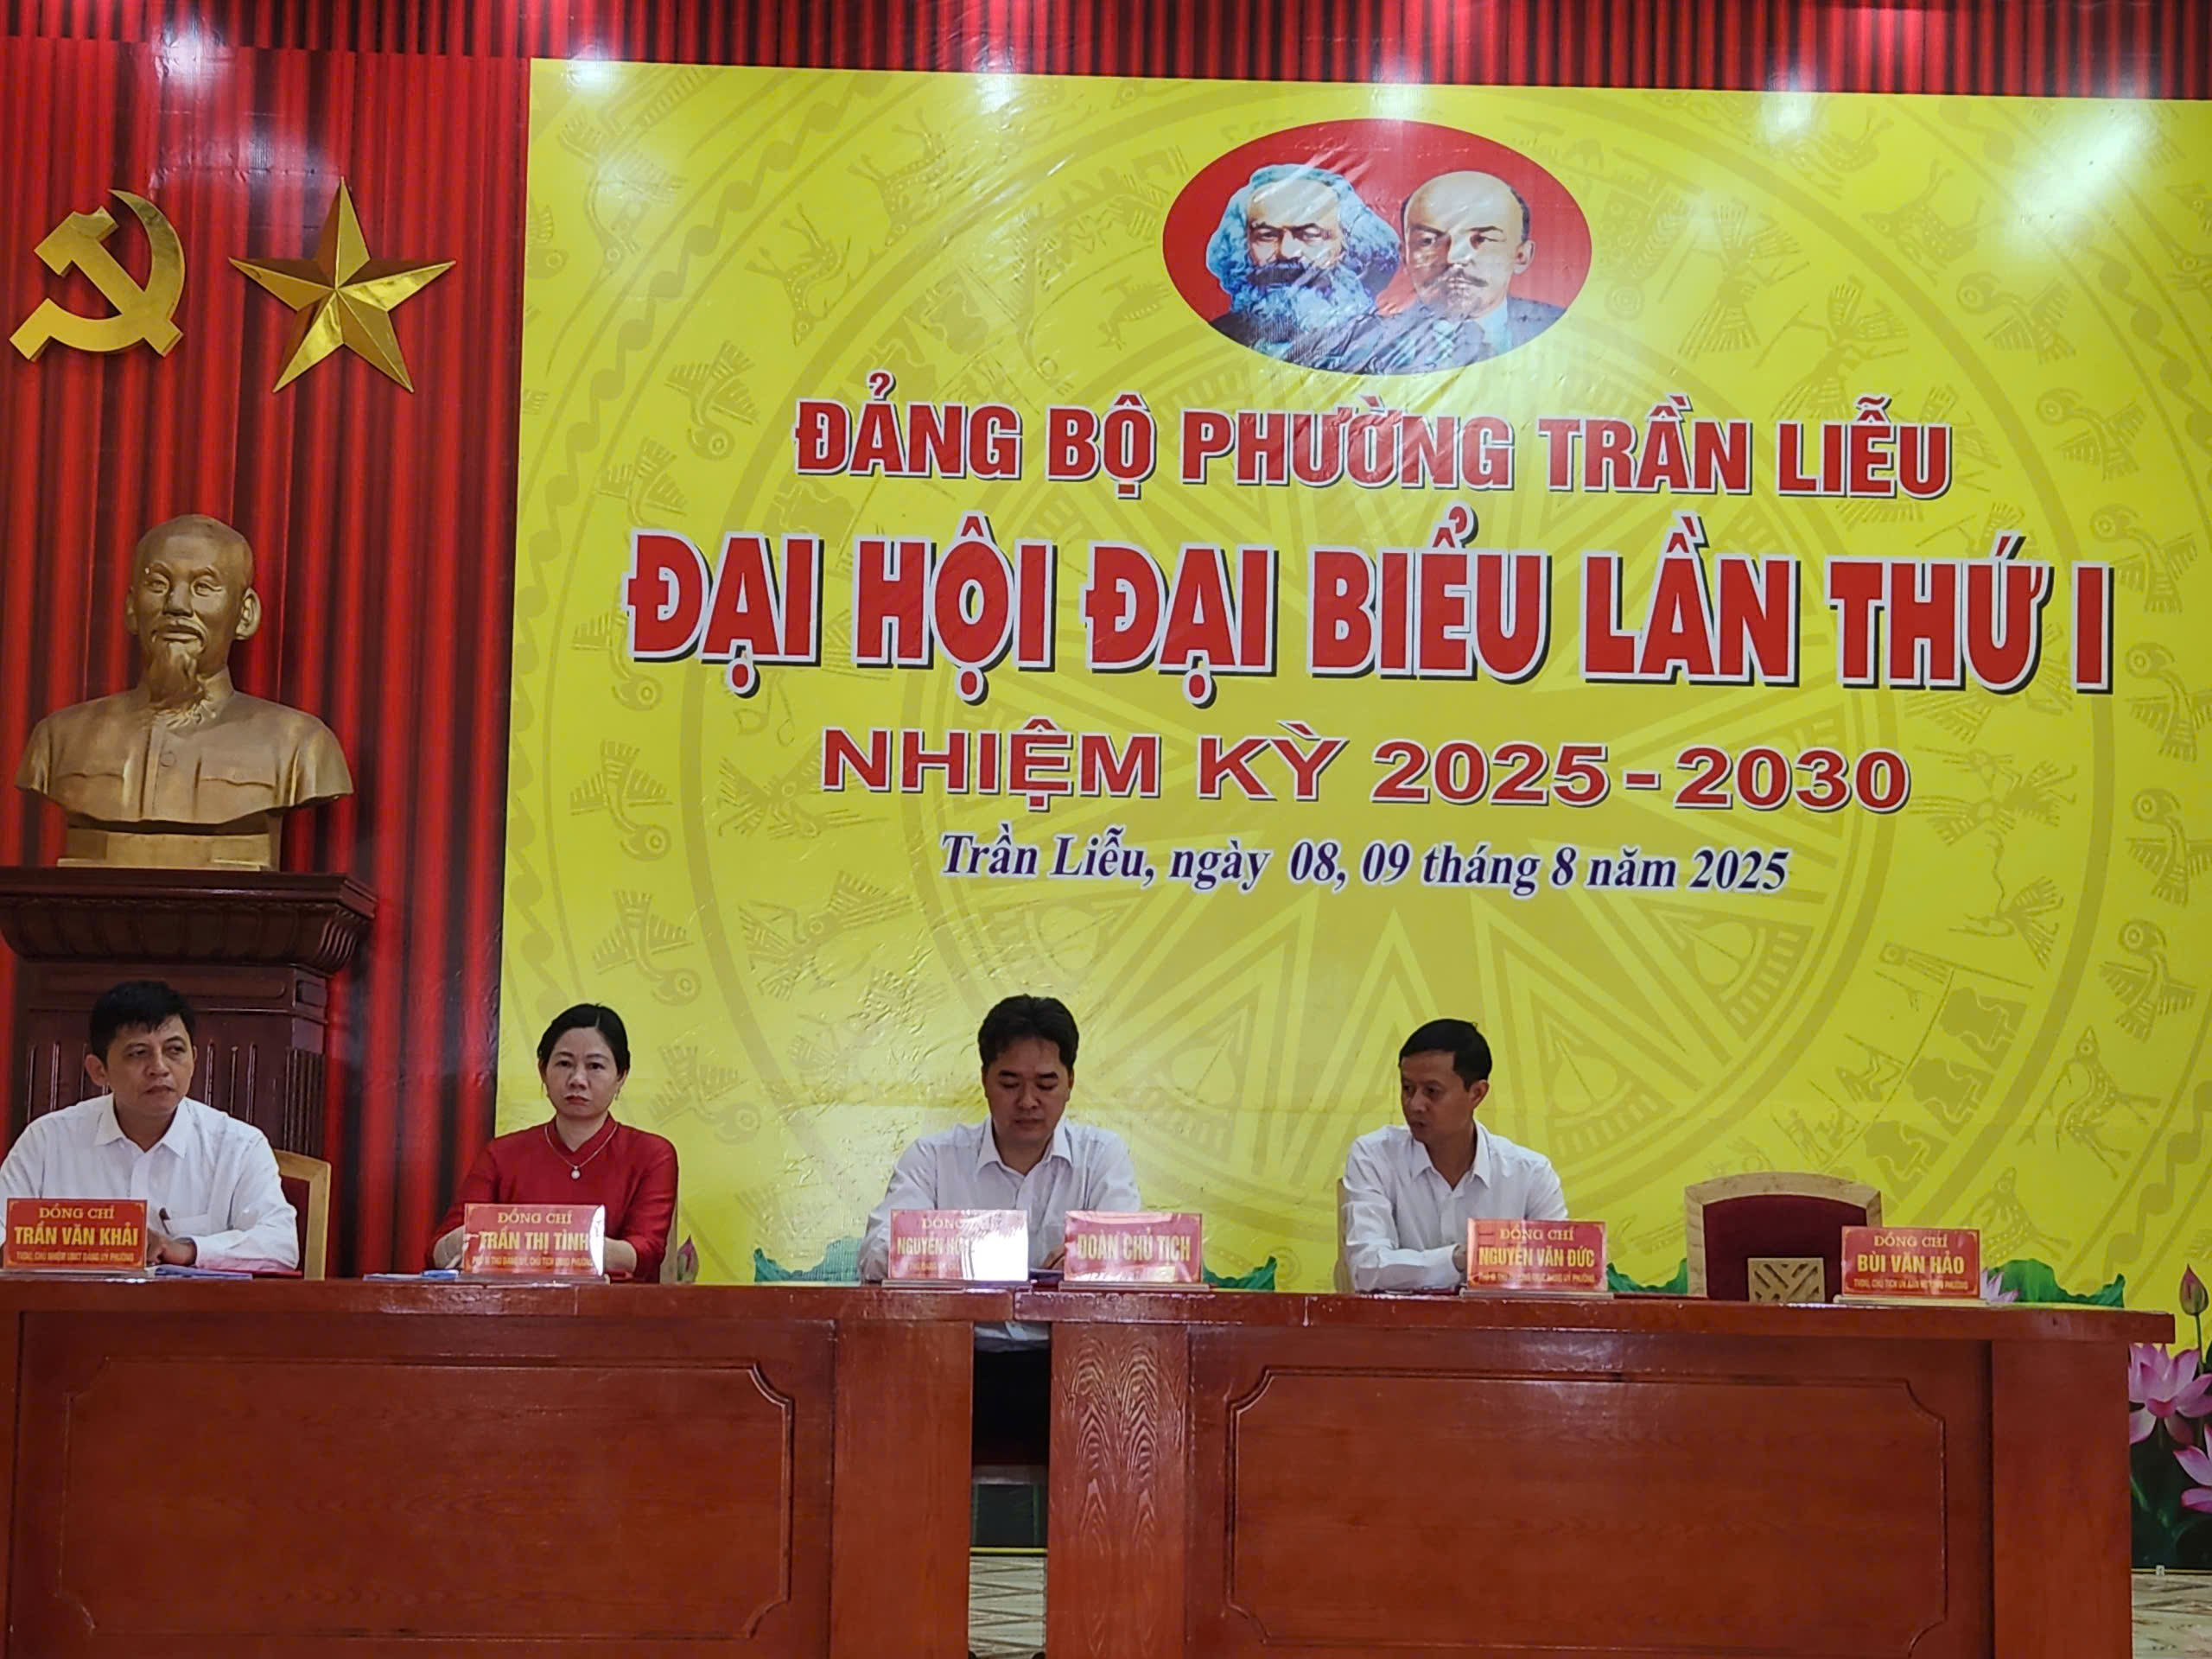 ĐẢNG BỘ PHƯỜNG TRẦN LIỄU
ĐẠI HỘI ĐẠI BIỂU LẦN THỨ I
NHIỆM KỲ 2025-2030
Trần Liễu, ngày 08, 09 tháng 8 năm 2025
ĐỒNG CHÍ
TRẦN VĂN KHẢI
ĐỒNG CHÍ
TRẦN THỊ TÌNH
NGUYỄN
ĐOÀN CHỦ TỊCH
ĐỒNG CHÍ
NGUYỄN VĂN ĐỨC
ĐỒNG CHÍ
BÙI VĂN HẢO